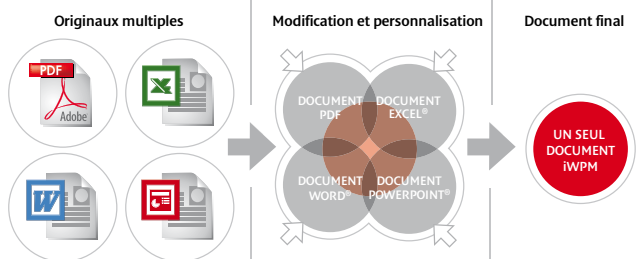 Originaux multiples
Modification et personnalisation
Document final
PDF
Adobe
X
W
DOCUMENT
PDF
DOCUMENT
EXCEL®
DOCUMENT
WORD®
DOCUMENT
POWERPOINT®
UN SEUL
DOCUMENT
iWPM